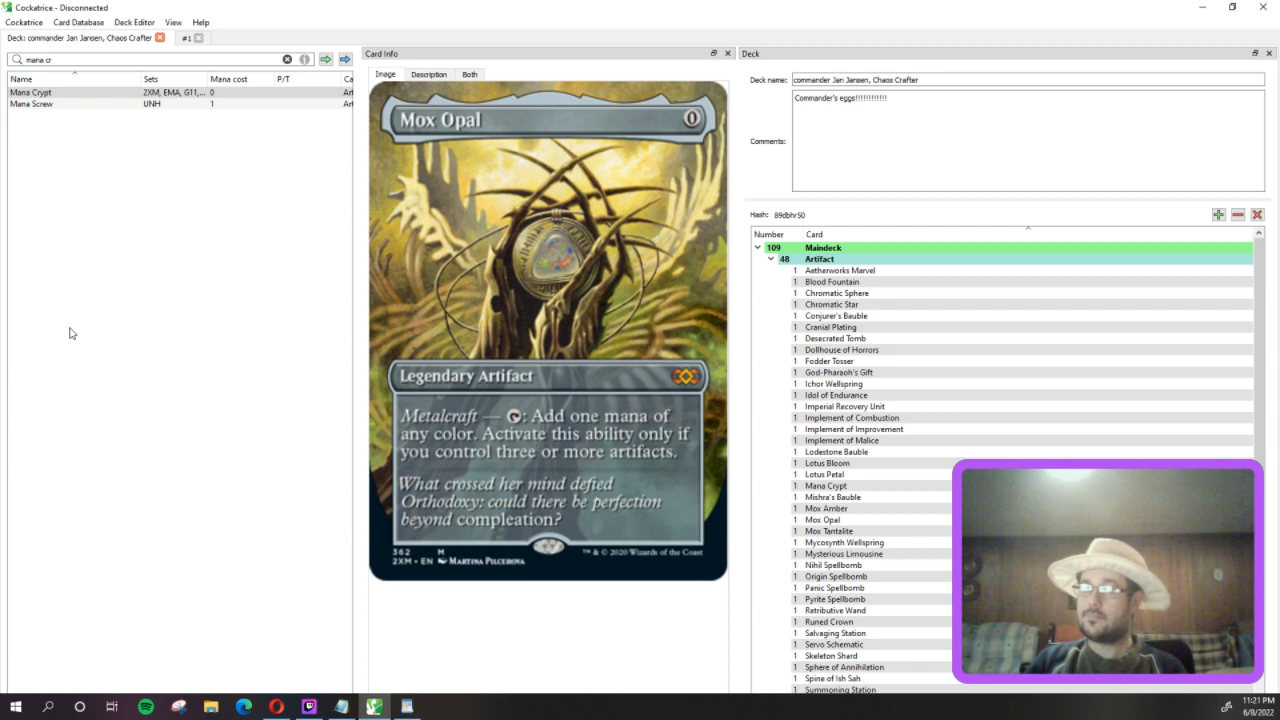 Cockatrice - Disconnected
Cockatrice Card Database Deck Editor View Help
Deck: commander Jan Jansen, Chaos Crafter #1
mana cr
Name Sets Mana cost P/T Ca
Mana Crypt 2XM, EMA, G11,... 0 Art
Mana Screw UNH 1 Art
Card Info
Image Description Both
Mox Opal 0
Legendary Artifact
Metalcraft — : Add one mana of
any color. Activate this ability only if
you control three or more artifacts.
What crossed her mind defied
Orthodoxy: could there be perfection
beyond compleation?
362 M
2XM • EN Martina Pilcerova
™ & © 2020 Wizards of the Coast
Deck
Deck name: commander Jan Jansen, Chaos Crafter
Comments: Commander's eggs!!!!!!!!!!!!
Hash: 89dbhr50
Number Card
109 Maindeck
48 Artifact
1 Aetherworks Marvel
1 Blood Fountain
1 Chromatic Sphere
1 Chromatic Star
1 Conjurer's Bauble
1 Cranial Plating
1 Desecrated Tomb
1 Dollhouse of Horrors
1 Fodder Tosser
1 God-Pharaoh's Gift
1 Ichor Wellspring
1 Idol of Endurance
1 Imperial Recovery Unit
1 Implement of Combustion
1 Implement of Improvement
1 Implement of Malice
1 Lodestone Bauble
1 Lotus Bloom
1 Lotus Petal
1 Mana Crypt
1 Mishra's Bauble
1 Mox Amber
1 Mox Opal
1 Mox Tantalite
1 Mycosynth Wellspring
1 Mysterious Limousine
1 Nihil Spellbomb
1 Origin Spellbomb
1 Panic Spellbomb
1 Pyrite Spellbomb
1 Retributive Wand
1 Runed Crown
1 Salvaging Station
1 Servo Schematic
1 Skeleton Shard
1 Sphere of Annihilation
1 Spine of Ish Sah
1 Summoning Station
11:21 PM
6/8/2022